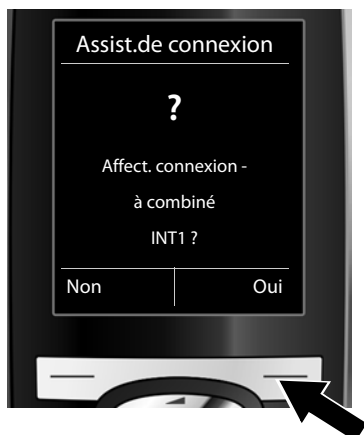 Assist.de connexion
?
Affect. connexion -
à combiné
INT1 ?
Non Oui